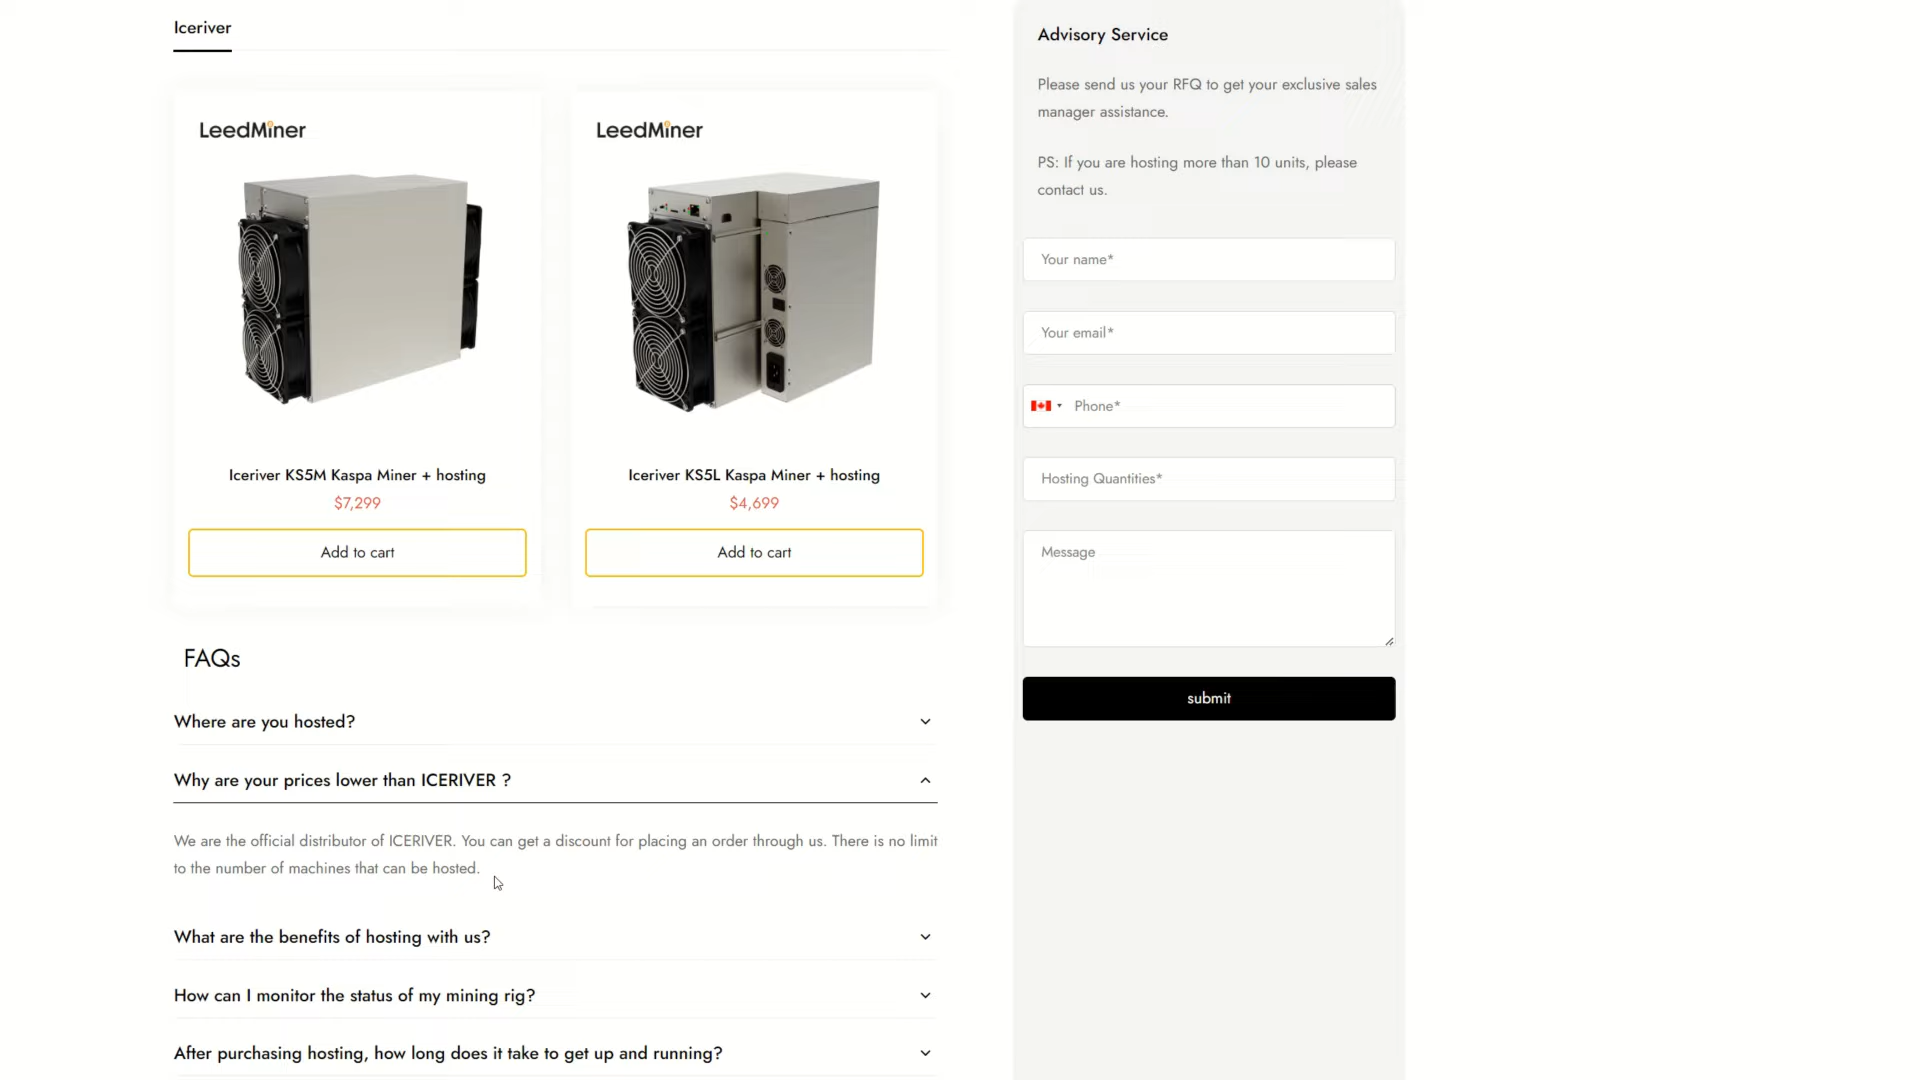 Iceriver
LeedMiner
Iceriver KS5M Kaspa Miner + hosting
$7,299
Add to cart
LeedMiner
Iceriver KS5L Kaspa Miner + hosting
$4,699
Add to cart
FAQs
Where are you hosted?
Why are your prices lower than ICERIVER ?
We are the official distributor of ICERIVER. You can get a discount for placing an order through us. There is no limit
to the number of machines that can be hosted.
What are the benefits of hosting with us?
How can I monitor the status of my mining rig?
After purchasing hosting, how long does it take to get up and running?
Advisory Service
Please send us your RFQ to get your exclusive sales
manager assistance.
PS: If you are hosting more than 10 units, please
contact us.
Your name*
Your email*
Phone*
Hosting Quantities*
Message
submit